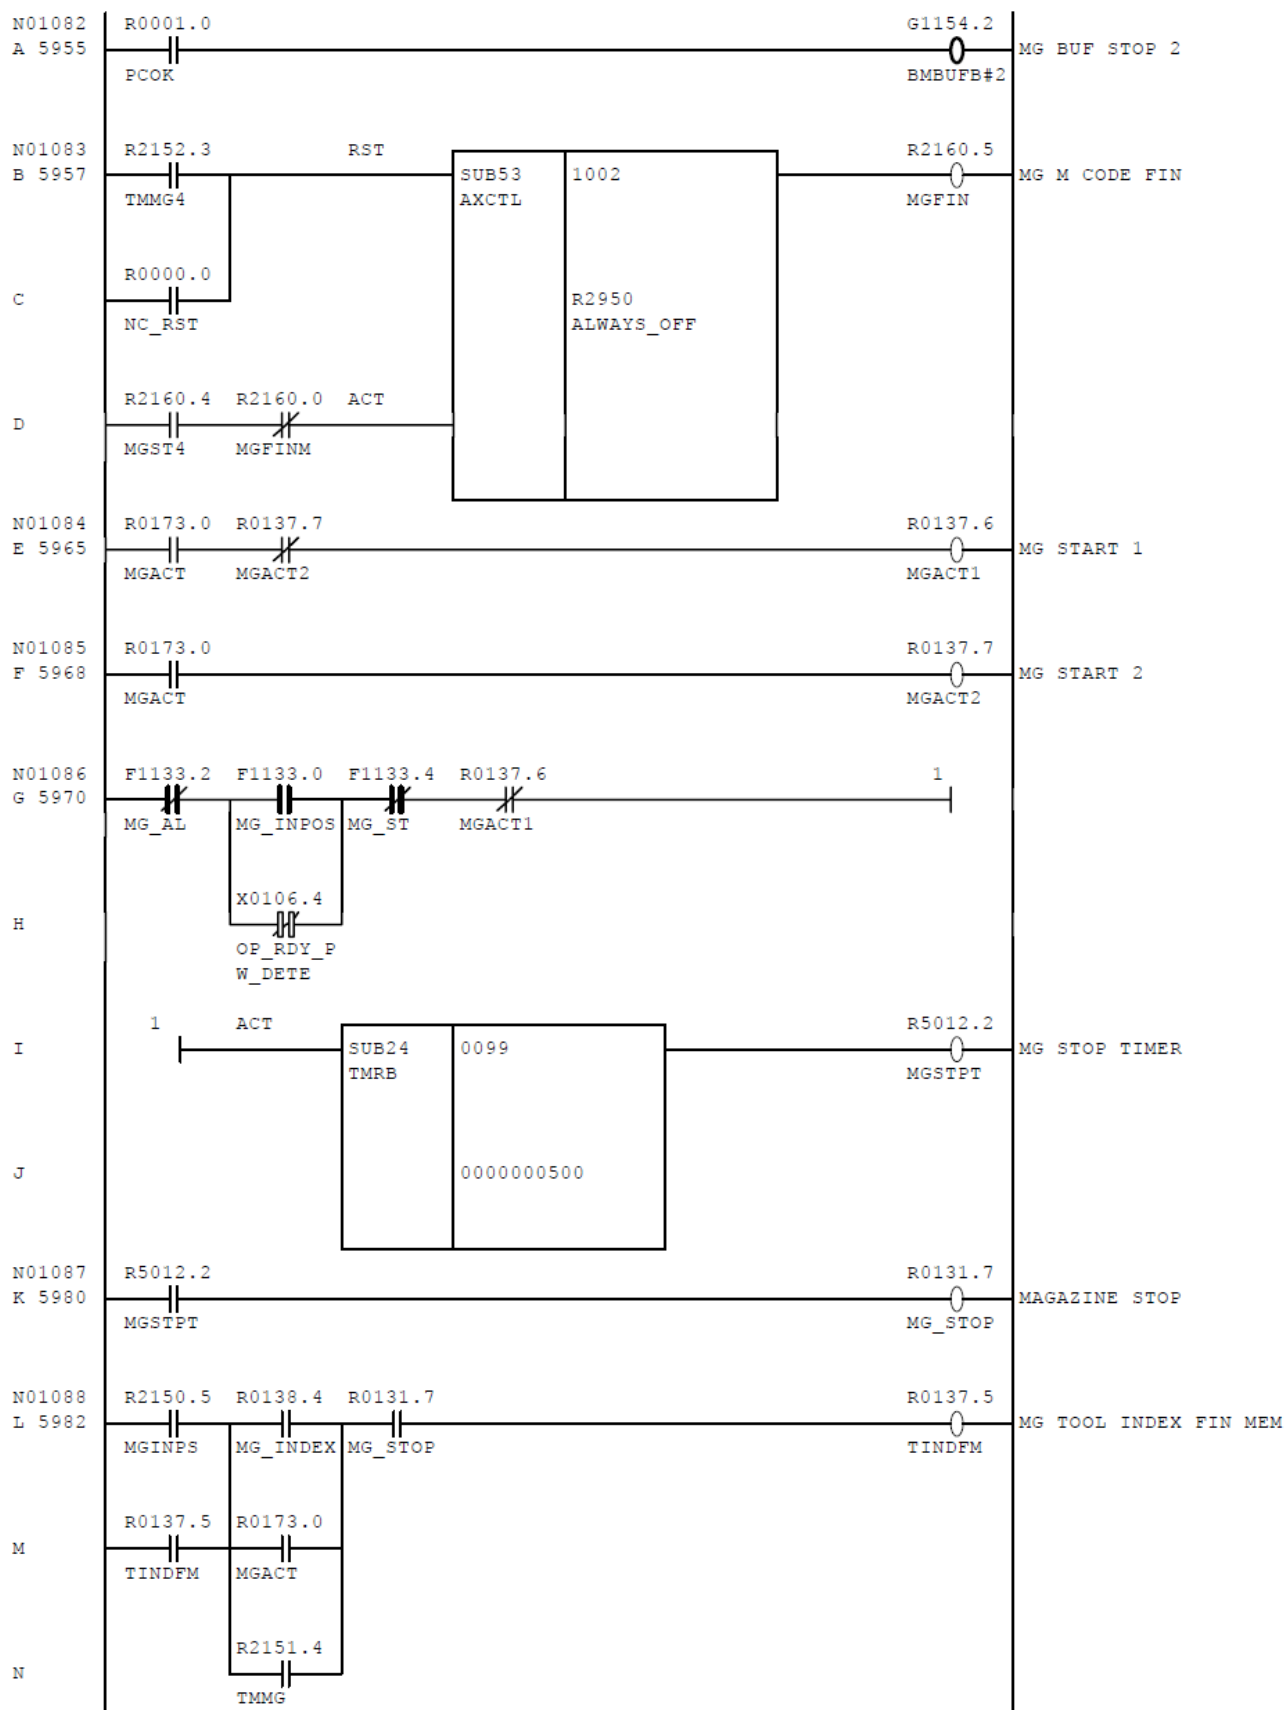 N01082 R0001.0 G1154.2
A 5955 MG BUF STOP 2
PCOK BMBUFB#2
N01083 R2152.3 RST R2160.5
B 5957 SUB53 1002 MG M CODE FIN
TMMG4 AXCTL MGFIN
R0000.0
C R2950
NC_RST ALWAYS_OFF
R2160.4 R2160.0 ACT
D
MGST4 MGFINM
N01084 R0173.0 R0137.7 R0137.6
E 5965 MG START 1
MGACT MGACT2 MGACT1
N01085 R0173.0 R0137.7
F 5968 MG START 2
MGACT MGACT2
N01086 F1133.2 F1133.0 F1133.4 R0137.6 1
G 5970
MG_AL MG_INPOS MG_ST MGACT1
X0106.4
H
OP_RDY_P
W_DETE
1 ACT R5012.2
I SUB24 0099 MG STOP TIMER
TMRB MGSTPT
J 0000000500
N01087 R5012.2 R0131.7
K 5980 MAGAZINE STOP
MGSTPT MG_STOP
N01088 R2150.5 R0138.4 R0131.7 R0137.5
L 5982 MG TOOL INDEX FIN MEM
MGINPS MG_INDEX MG_STOP TINDFM
R0137.5 R0173.0
M
TINDFM MGACT
R2151.4
N
TMMG